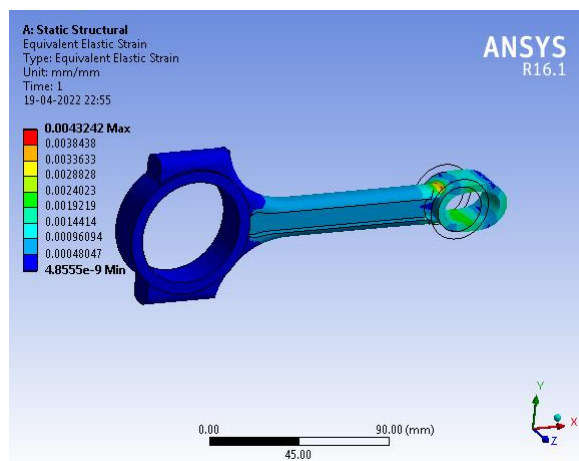 A: Static Structural
Equivalent Elastic Strain
Type: Equivalent Elastic Strain
Unit: mm/mm
Time: 1
19-04-2022 22:55
ANSYS
R16.1
0.0043242 Max
0.0038438
0.0033633
0.0028828
0.0024023
0.0019219
0.0014414
0.00096094
0.00048047
4.8555e-9 Min
0.00
90.00 (mm)
45.00
Y
X
Z